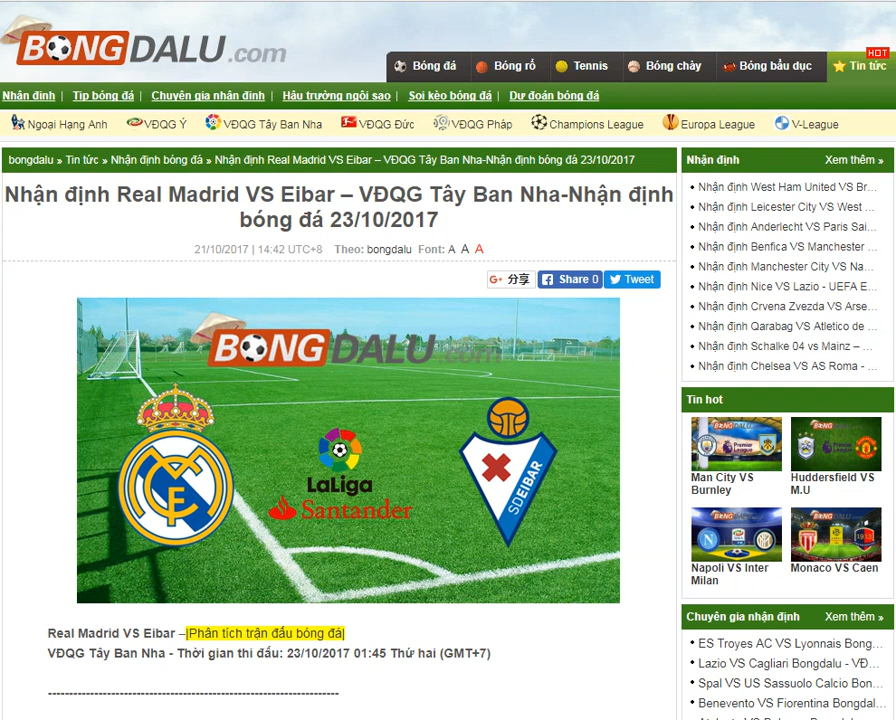 BONGDALU.com
HOT
Bóng đá
Bóng rổ
Tennis
Bóng chày
Bóng bầu dục
Tin tức
Nhận định | Tip bóng đá | Chuyên gia nhận định | Hậu trường ngôi sao | Soi kèo bóng đá | Dự đoán bóng đá
Ngoại Hạng Anh VĐQG Ý VĐQG Tây Ban Nha VĐQG Đức VĐQG Pháp Champions League Europa League V-League
bongdalu » Tin tức » Nhận định bóng đá » Nhận định Real Madrid VS Eibar – VĐQG Tây Ban Nha-Nhận định bóng đá 23/10/2017
Nhận định Real Madrid VS Eibar – VĐQG Tây Ban Nha-Nhận định
bóng đá 23/10/2017
21/10/2017 | 14:42 UTC+8 Theo: bongdalu Font: A A A
G+ 分享
Share 0
Tweet
BONGDALU.com
LaLiga
Santander
SD EIBAR
Real Madrid VS Eibar –|Phân tích trận đấu bóng đá|
VĐQG Tây Ban Nha - Thời gian thi đấu: 23/10/2017 01:45 Thứ hai (GMT+7)
----------------------------------------------------------------------
Nhận định Xem thêm »
Nhận định West Ham United VS Br...
Nhận định Leicester City VS West ...
Nhận định Anderlecht VS Paris Sai...
Nhận định Benfica VS Manchester ...
Nhận định Manchester City VS Na...
Nhận định Nice VS Lazio - UEFA E...
Nhận định Crvena Zvezda VS Arse...
Nhận định Qarabag VS Atletico de ...
Nhận định Schalke 04 vs Mainz – ...
Nhận định Chelsea VS AS Roma - ...
Tin hot
Man City VS
Burnley
Huddersfield VS
M.U
Napoli VS Inter
Milan
Monaco VS Caen
Chuyên gia nhận định Xem thêm »
ES Troyes AC VS Lyonnais Bong...
Lazio VS Cagliari Bongdalu - VĐ...
Spal VS US Sassuolo Calcio Bon...
Benevento VS Fiorentina Bongdal...